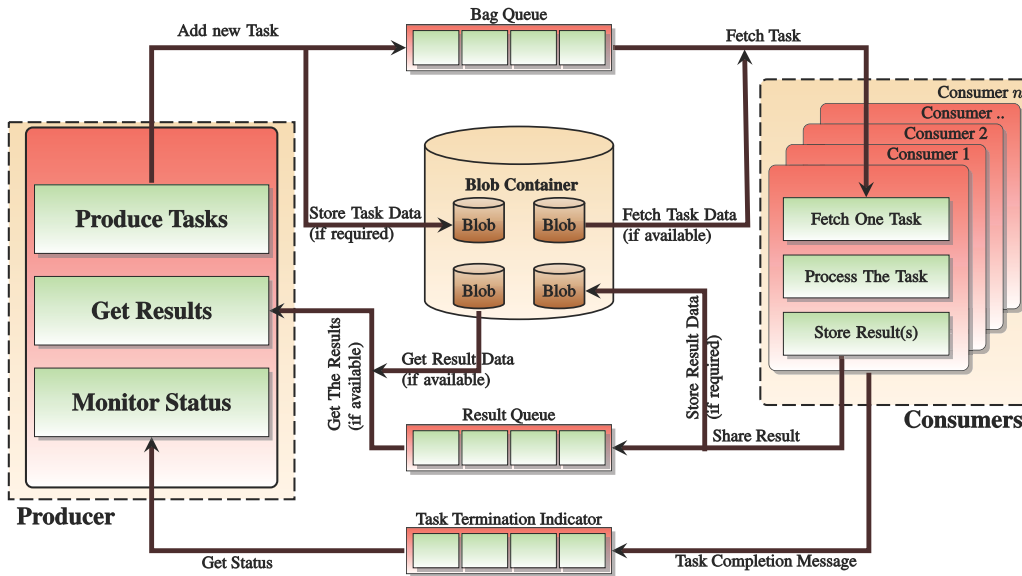 Bag Queue
Add new Task
Fetch Task
Consumer n
Consumer ..
Consumer 2
Consumer 1
Blob Container
Produce Tasks
Store Task Data
(if required)
Blob
Blob
Fetch Task Data
(if available)
Fetch One Task
Process The Task
Get Results
Blob
Blob
Store Result(s)
Get The Results
(if available)
Get Result Data
(if available)
Store Result Data
(if required)
Monitor Status
Result Queue
Share Result
Consumers
Producer
Task Termination Indicator
Get Status
Task Completion Message